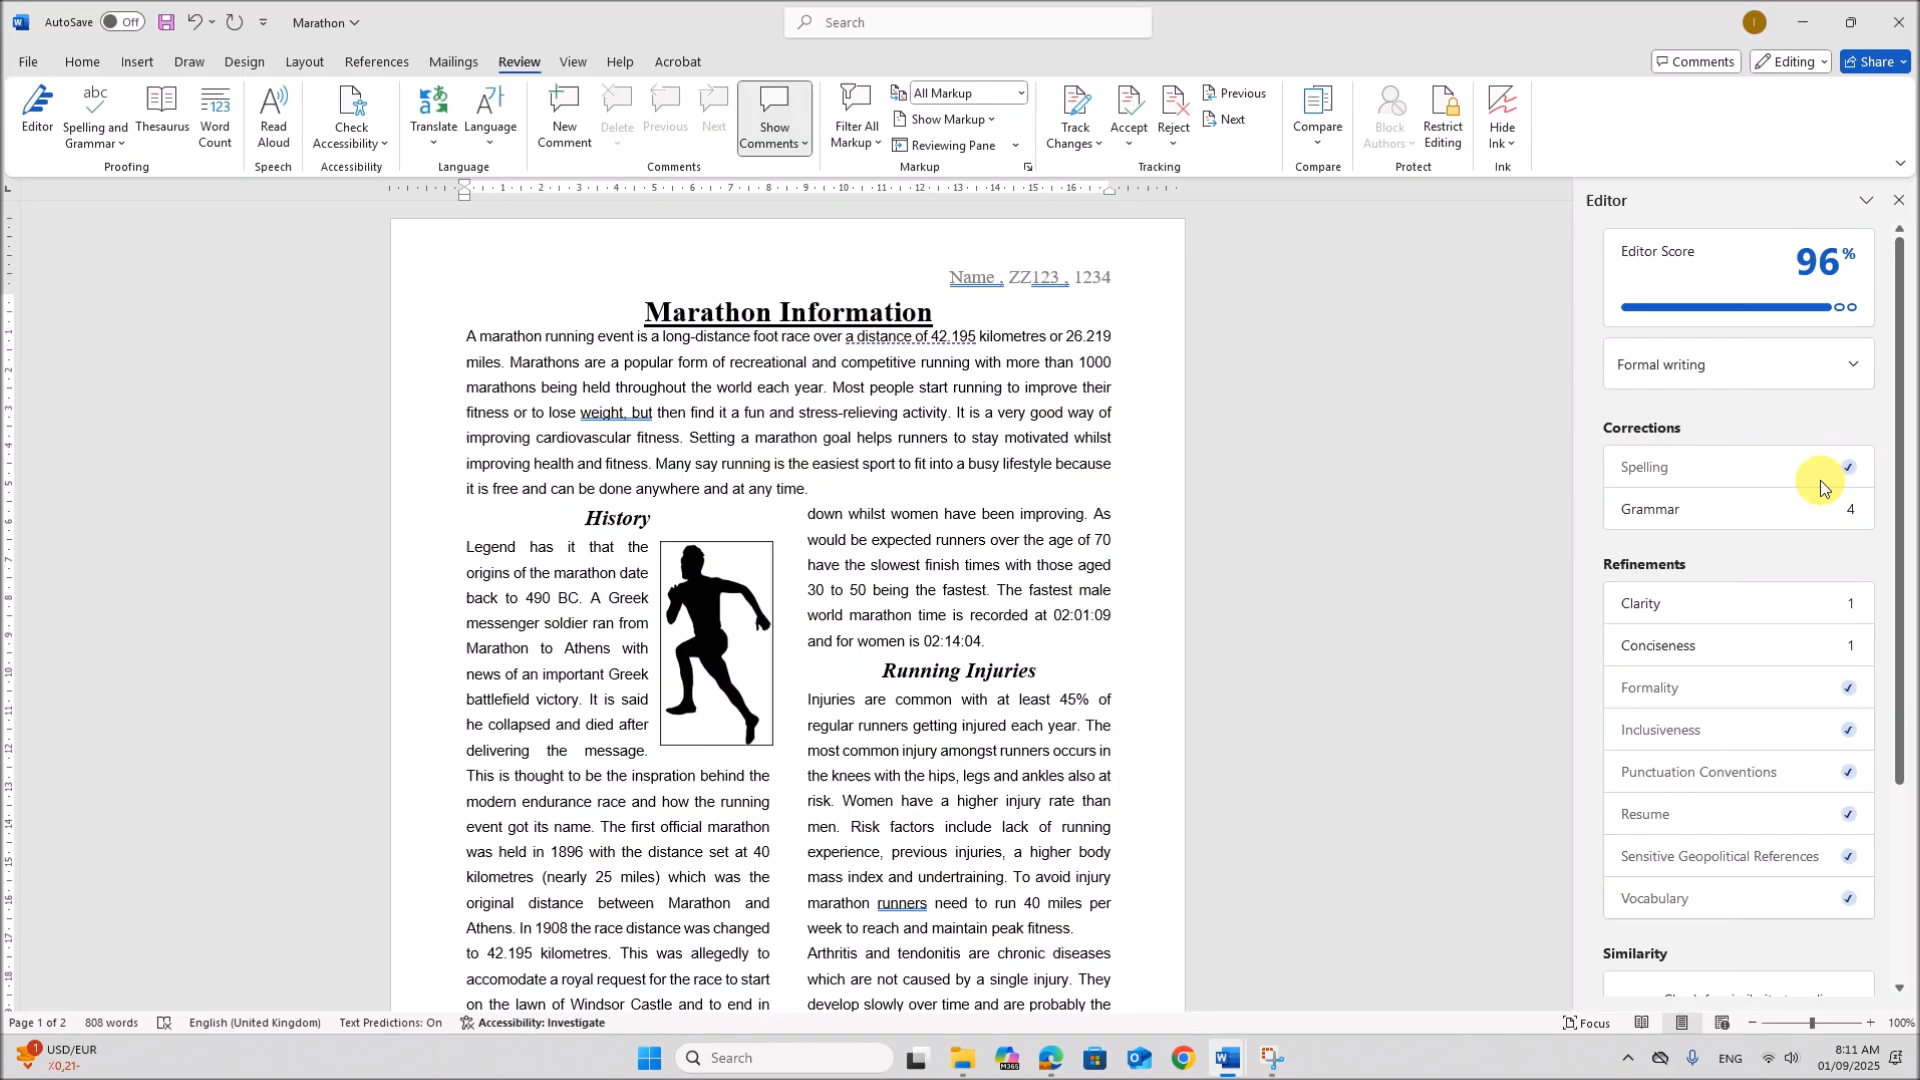 AutoSave Off Marathon
Search
I
File Home Insert Draw Design Layout References Mailings Review View Help Acrobat
Comments Editing Share
Editor
Spelling and Grammar
Thesaurus
Word Count
Proofing
Read Aloud
Speech
Check Accessibility
Accessibility
Translate
Language
Language
New Comment
Delete
Previous
Next
Show Comments
Comments
Filter All Markup
All Markup
Show Markup
Reviewing Pane
Markup
Track Changes
Accept
Reject
Previous
Next
Tracking
Compare
Compare
Block Authors
Restrict Editing
Protect
Hide Ink
Ink
1 2 3 4 5 6 7 8 9 10 11 12 13 14 15 16
Name , ZZ123 , 1234
Marathon Information
A marathon running event is a long-distance foot race over a distance of 42.195 kilometres or 26.219
miles. Marathons are a popular form of recreational and competitive running with more than 1000
marathons being held throughout the world each year. Most people start running to improve their
fitness or to lose weight, but then find it a fun and stress-relieving activity. It is a very good way of
improving cardiovascular fitness. Setting a marathon goal helps runners to stay motivated whilst
improving health and fitness. Many say running is the easiest sport to fit into a busy lifestyle because
it is free and can be done anywhere and at any time.
History
Legend has it that the
origins of the marathon date
back to 490 BC. A Greek
messenger soldier ran from
Marathon to Athens with
news of an important Greek
battlefield victory. It is said
he collapsed and died after
delivering the message.
This is thought to be the inspration behind the
modern endurance race and how the running
event got its name. The first official marathon
was held in 1896 with the distance set at 40
kilometres (nearly 25 miles) which was the
original distance between Marathon and
Athens. In 1908 the race distance was changed
to 42.195 kilometres. This was allegedly to
accomodate a royal request for the race to start
on the lawn of Windsor Castle and to end in
down whilst women have been improving. As
would be expected runners over the age of 70
have the slowest finish times with those aged
30 to 50 being the fastest. The fastest male
world marathon time is recorded at 02:01:09
and for women is 02:14:04.
Running Injuries
Injuries are common with at least 45% of
regular runners getting injured each year. The
most common injury amongst runners occurs in
the knees with the hips, legs and ankles also at
risk. Women have a higher injury rate than
men. Risk factors include lack of running
experience, previous injuries, a higher body
mass index and undertraining. To avoid injury
marathon runners need to run 40 miles per
week to reach and maintain peak fitness.
Arthritis and tendonitis are chronic diseases
which are not caused by a single injury. They
develop slowly over time and are probably the
Editor
Editor Score 96%
Formal writing
Corrections
Spelling
Grammar 4
Refinements
Clarity 1
Conciseness 1
Formality
Inclusiveness
Punctuation Conventions
Resume
Sensitive Geopolitical References
Vocabulary
Similarity
Page 1 of 2 808 words English (United Kingdom) Text Predictions: On Accessibility: Investigate
Focus 100%
1
USD/EUR
٪0,21-
Search
M365
ENG
8:11 AM
01/09/2025